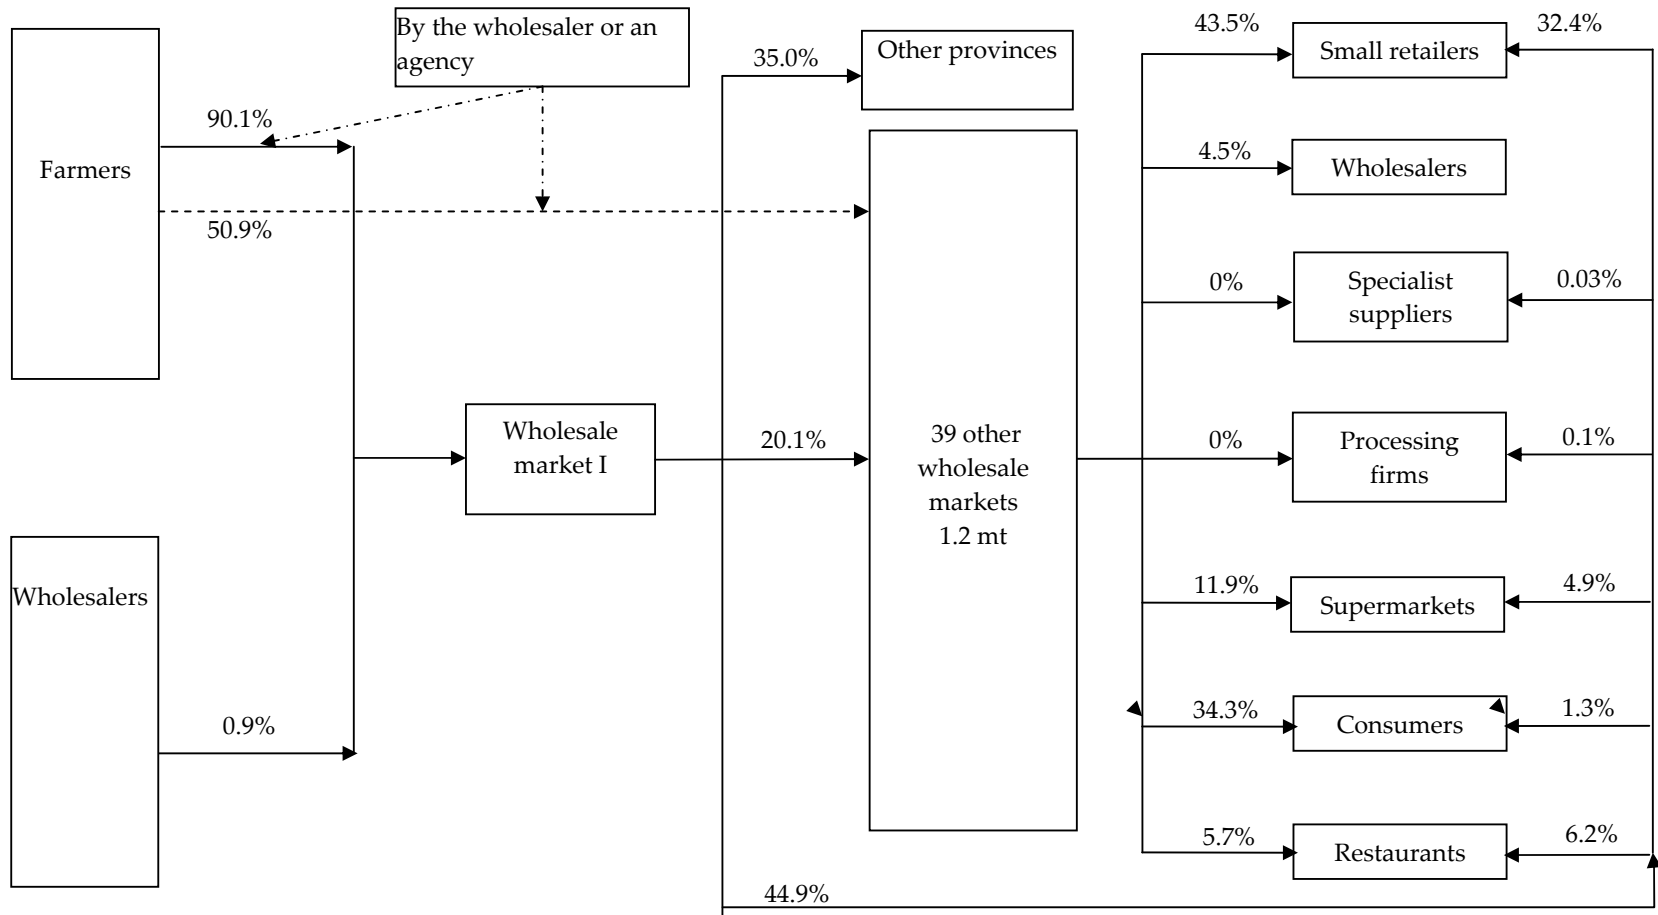 By the wholesaler or an
agency
43.5%
Small retailers
32.4%
35.0%
Other provinces
90.1%
Farmers
4.5%
Wholesalers
50.9%
0%
Specialist
suppliers
0.03%
Wholesale
market I
20.1%
39 other
wholesale
markets
1.2 mt
0%
Processing
firms
0.1%
Wholesalers
11.9%
Supermarkets
4.9%
0.9%
34.3%
Consumers
1.3%
5.7%
Restaurants
6.2%
44.9%